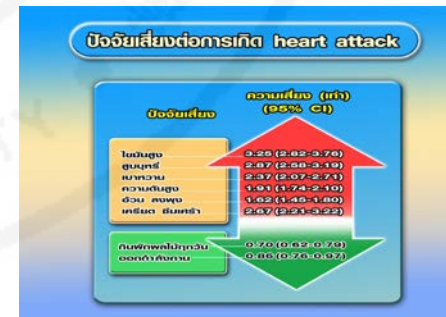 ปัจจัยเสี่ยงต่อการเกิด heart attack
ปัจจัยเสี่ยง
ความเสี่ยง (เท่า)
(95% CI)
ไขมันสูง 3.25 (2.82-3.76)
สูบบุหรี่ 2.87 (2.58-3.19)
เบาหวาน 2.37 (2.07-2.71)
ความดันสูง 1.91 (1.74-2.10)
อ้วน ลงพุง 1.62 (1.45-1.80)
เครียด ซึมเศร้า 2.67 (2.21-3.22)
กินผักผลไม้ทุกวัน 0.70 (0.62-0.79)
ออกกำลังกาย 0.86 (0.76-0.97)